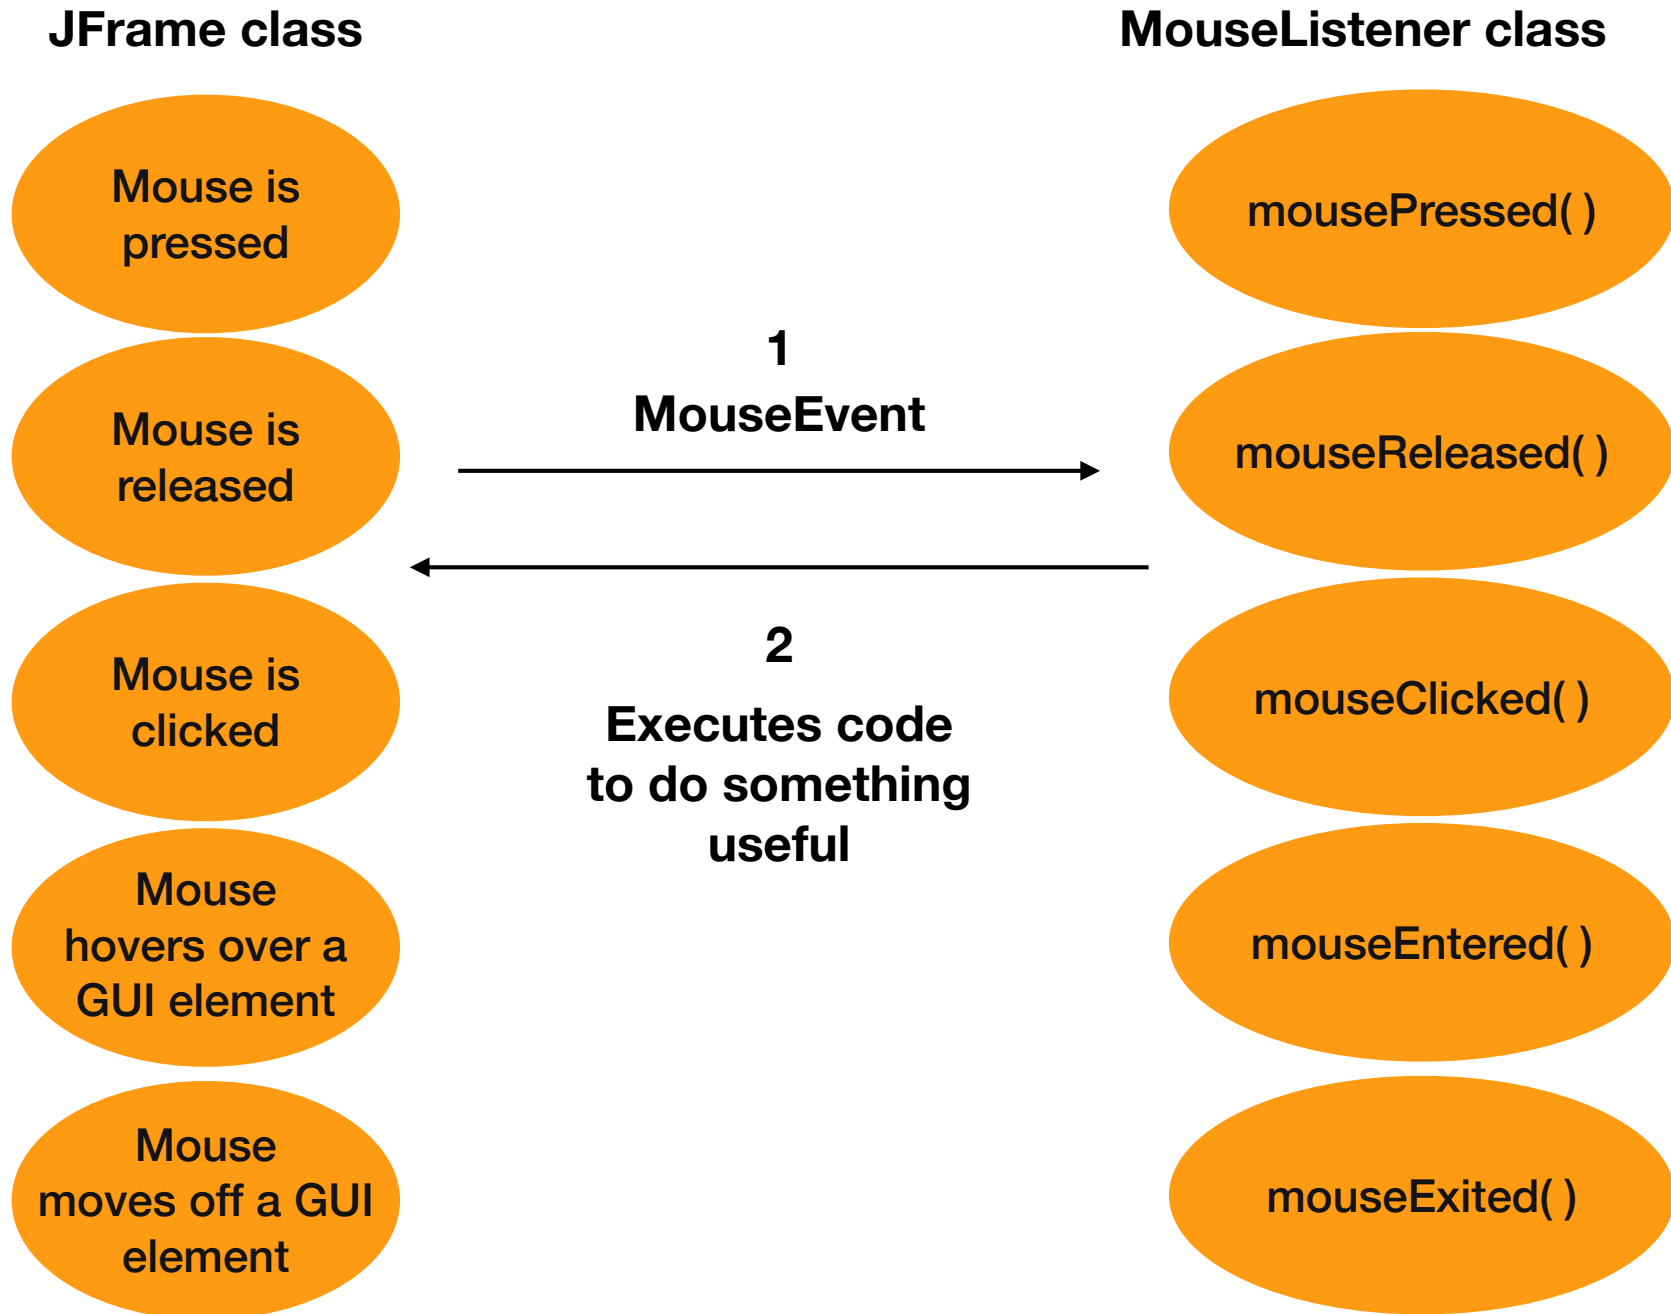 JFrame class
MouseListener class
Mouse is
pressed
Mouse is
released
Mouse is
clicked
Mouse
hovers over a
GUI element
Mouse
moves off a GUI
element
1
MouseEvent
2
Executes code
to do something
useful
mousePressed( )
mouseReleased( )
mouseClicked( )
mouseEntered( )
mouseExited( )